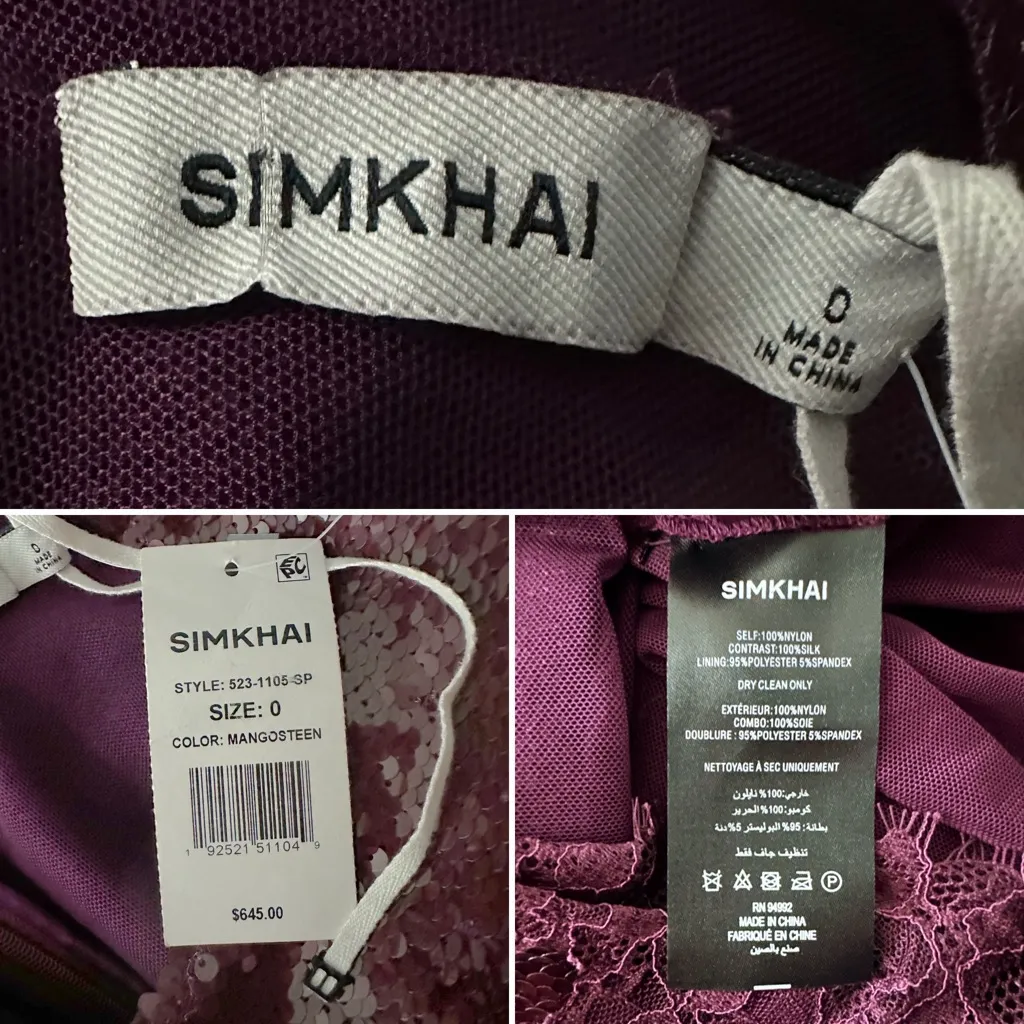 SIMKHAI
0
MADE
IN CHINA
0
MADE
IN CHINA
EPC
SIMKHAI
STYLE: 523-1105-SP
SIZE: 0
COLOR: MANGOSTEEN
1 92521 51104 9
$645.00
SIMKHAI
SELF:100%NYLON
CONTRAST:100%SILK
LINING:95%POLYESTER 5%SPANDEX
DRY CLEAN ONLY
EXTÉRIEUR:100%NYLON
COMBO:100%SOIE
DOUBLURE : 95%POLYESTER 5%SPANDEX
NETTOYAGE À SEC UNIQUEMENT
خارجي:100% نايلون
كومبو:100% الحرير
بطانة: 95% البوليستر 5%دنة
تنظيف جاف فقط
P
RN 94992
MADE IN CHINA
FABRIQUÉ EN CHINE
صنع بالصين